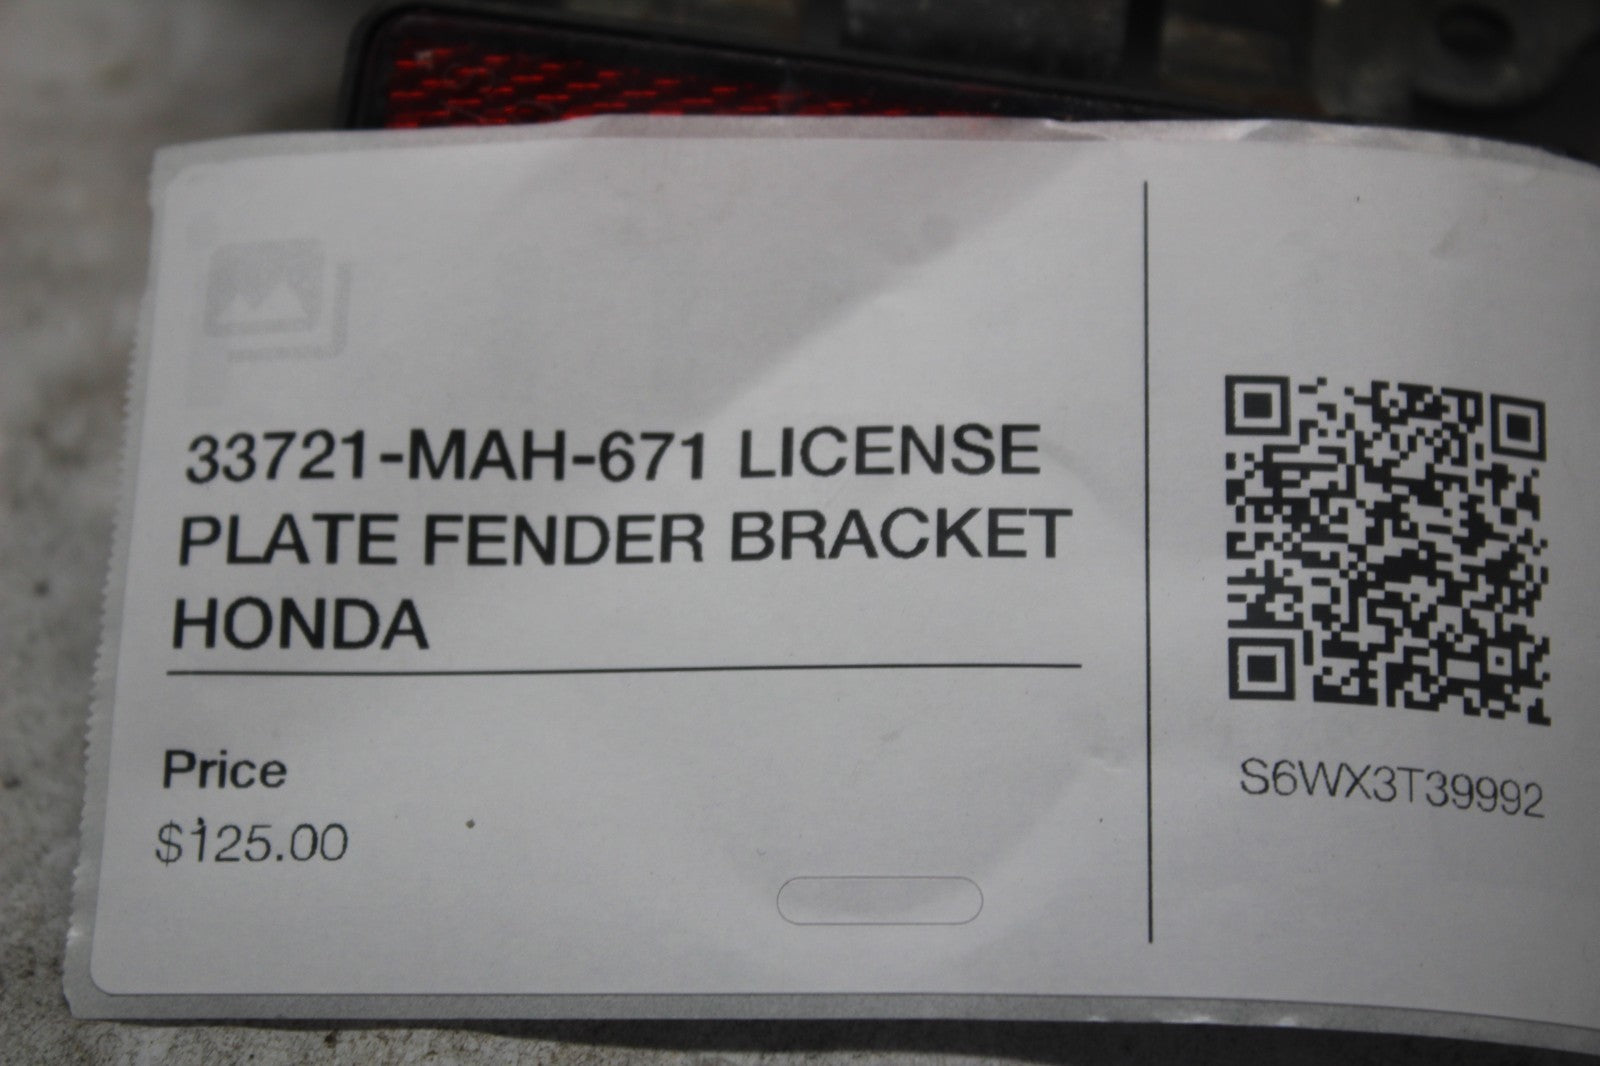 33721-MAH-671 LICENSE
PLATE FENDER BRACKET
HONDA
Price
$125.00
S6WX3T39992